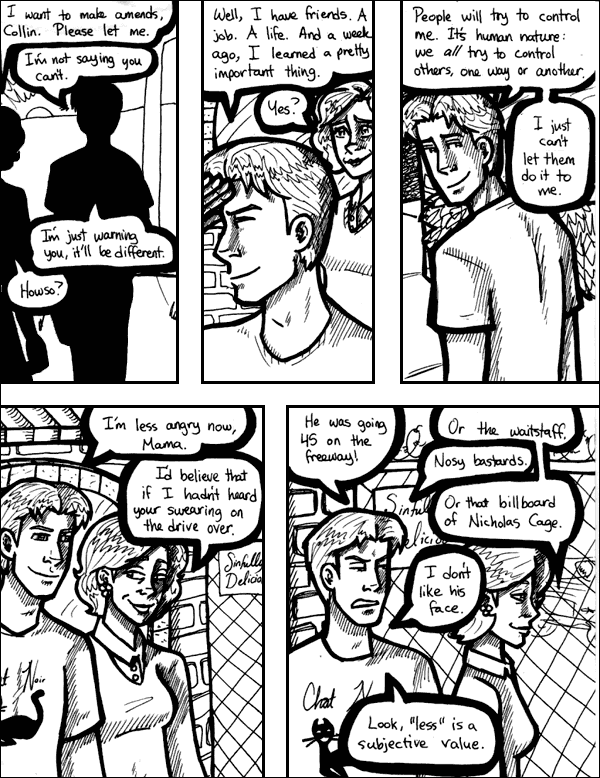 I want to make amends,
Collin. Please let me.
I'm not saying you
can't.
I'm just warning
you, it'll be different.
How so?
Well, I have friends. A
job. A life. And a week
ago, I learned a pretty
important thing.
Yes?
People will try to control
me. It's human nature:
we all try to control
others, one way or another.
I just
can't
let them
do it to
me.
I'm less angry now,
Mama.
I'd believe that
if I hadn't heard
your swearing on
the drive over.
Sinfully
Delicio
Noir
He was going
45 on the
freeway!
Or the waitstaff.
Nosy bastards.
Or that billboard
of Nicholas Cage.
Sinfully
Delicious
I don't
like his
face.
Chat N
Look, "less" is a
subjective value.